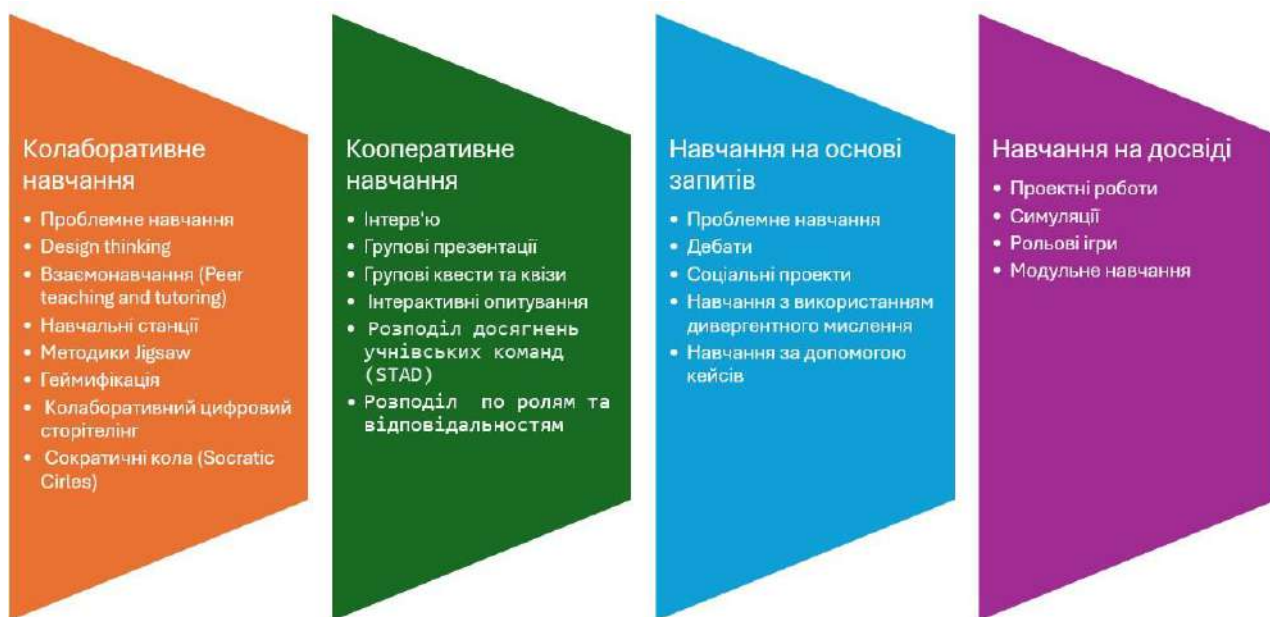 Колаборативне
навчання
• Проблемне навчання
• Design thinking
• Взаємонавчання (Peer
teaching and tutoring)
• Навчальні станції
• Методики Jigsaw
• Геймифікація
• Колаборативний цифровий
сторітелінг
• Сократичні кола (Socratic
Cirles)
Кооперативне
навчання
• Інтерв'ю
• Групові презентації
• Групові квести та квізи
• Інтерактивні опитування
• Розподіл досягнень
учнівських команд
(STAD)
• Розподіл по ролям та
відповідальностям
Навчання на основі
запитів
• Проблемне навчання
• Дебати
• Соціальні проекти
• Навчання з використанням
дивергентного мислення
• Навчання за допомогою
кейсів
Навчання на досвіді
• Проектні роботи
• Симуляції
• Рольові ігри
• Модульне навчання